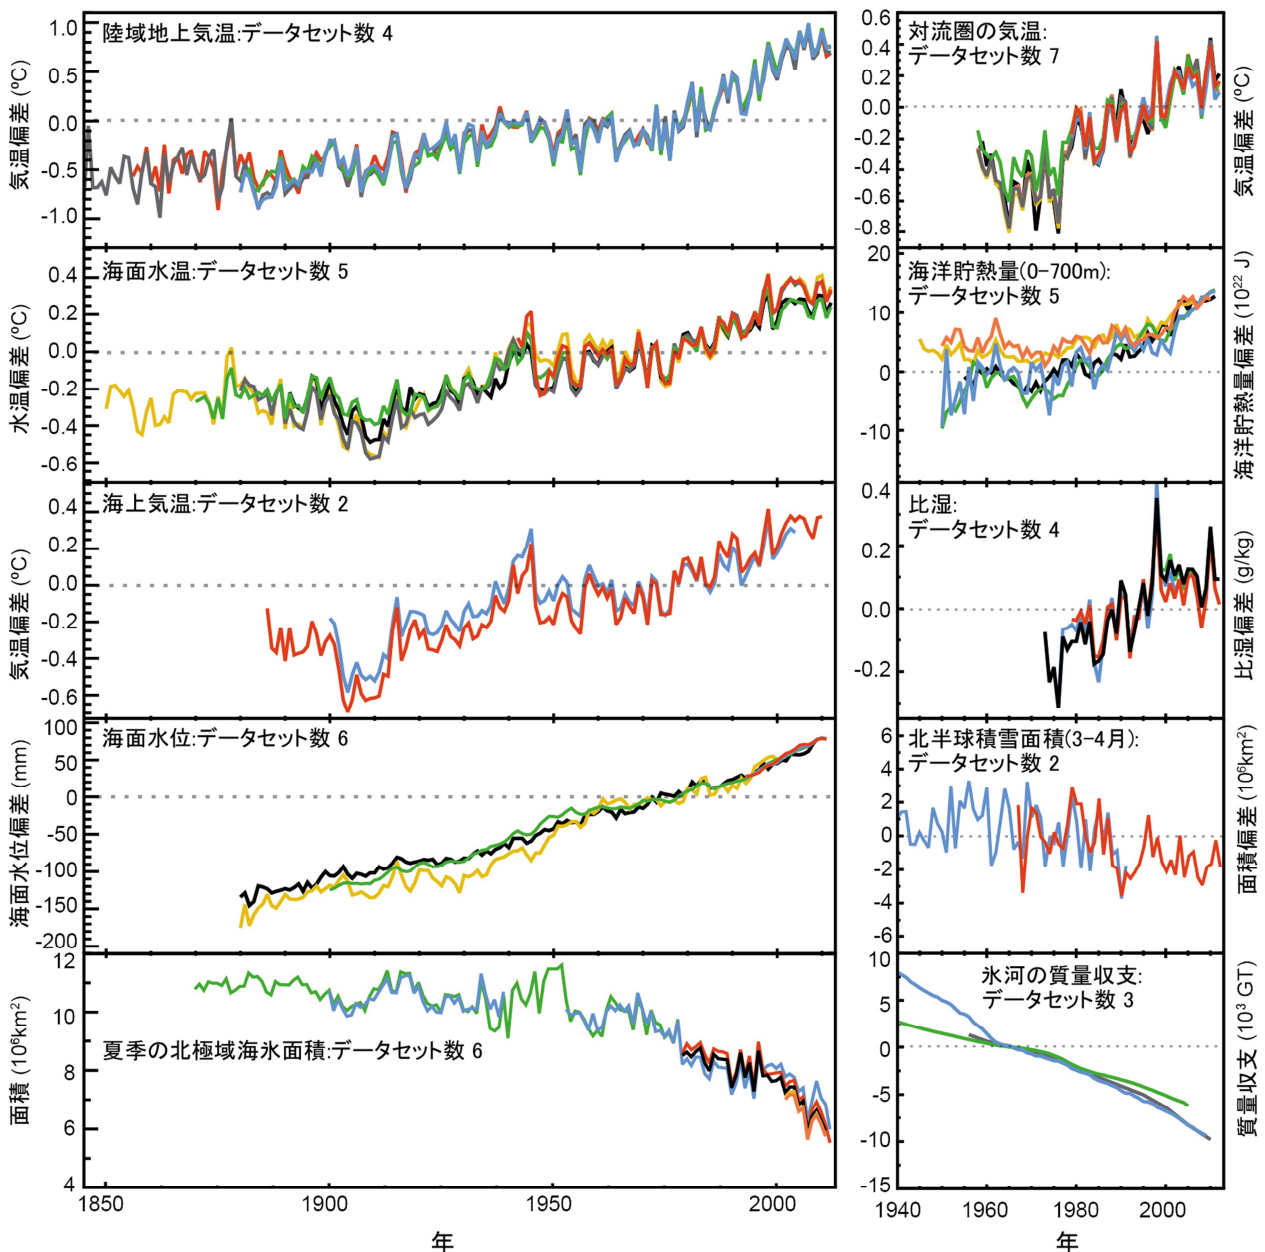 陸域地上気温:データセット数 4
気温偏差 (ºC)
1.0
0.5
0.0
-0.5
-1.0
海面水温:データセット数 5
水温偏差 (ºC)
0.4
0.2
0.0
-0.2
-0.4
-0.6
海上気温:データセット数 2
気温偏差 (ºC)
0.4
0.2
0.0
-0.2
-0.4
-0.6
海面水位:データセット数 6
海面水位偏差 (mm)
100
50
0
-50
-100
-150
-200
夏季の北極域海氷面積:データセット数 6
面積 (10⁶km²)
12
10
8
6
4
1850
1900
1950
2000
年
対流圏の気温:
データセット数 7
気温偏差 (ºC)
0.6
0.4
0.2
0.0
-0.2
-0.4
-0.6
-0.8
海洋貯熱量(0-700m):
データセット数 5
海洋貯熱量偏差 (10²² J)
20
10
0
-10
比湿:
データセット数 4
比湿偏差 (g/kg)
0.4
0.2
0.0
-0.2
北半球積雪面積(3-4月):
データセット数 2
面積偏差 (10⁶km²)
6
4
2
0
-2
-4
-6
氷河の質量収支:
データセット数 3
質量収支 (10³ GT)
10
5
0
-5
-10
-15
1940
1960
1980
2000
年